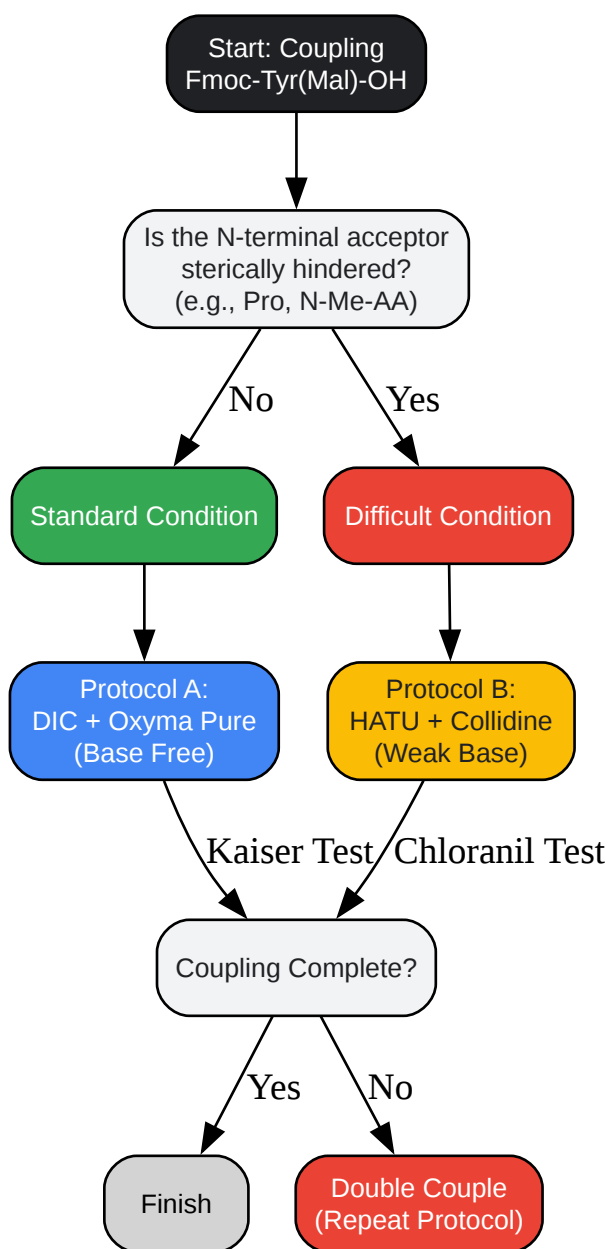 Start: Coupling
Fmoc-Tyr(Mal)-OH
Is the N-terminal acceptor
sterically hindered?
(e.g., Pro, N-Me-AA)
No
Yes
Standard Condition
Difficult Condition
Protocol A:
DIC + Oxyma Pure
(Base Free)
Protocol B:
HATU + Collidine
(Weak Base)
Kaiser Test
Chloranil Test
Coupling Complete?
Yes
No
Finish
Double Couple
(Repeat Protocol)